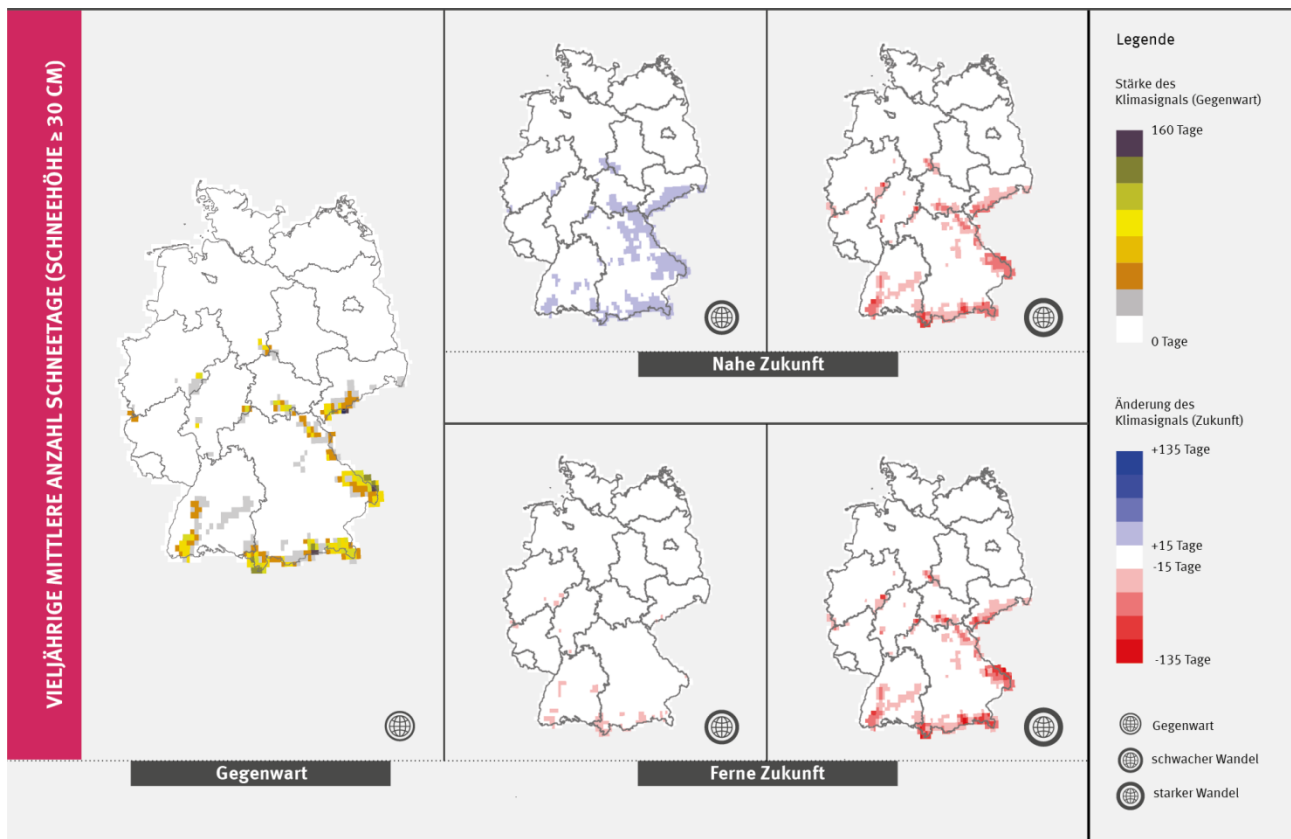 VIELJÄHRIGE MITTLERE ANZAHL SCHNEETAGE (SCHNEEHÖHE ≥ 30 CM)
Gegenwart
Nahe Zukunft
Ferne Zukunft
Legende
Stärke des
Klimasignals (Gegenwart)
160 Tage
0 Tage
Änderung des
Klimasignals (Zukunft)
+135 Tage
+15 Tage
-15 Tage
-135 Tage
Gegenwart
schwacher Wandel
starker Wandel